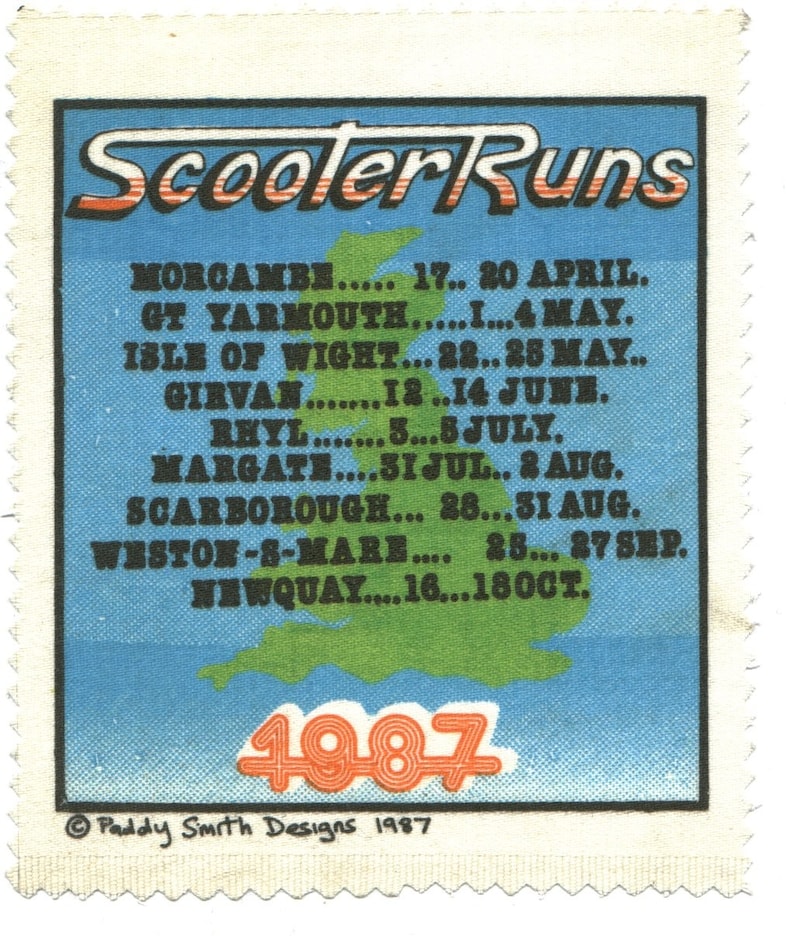 ScooterRuns
MORCAMBE..... 17.. 20 APRIL.
GT YARMOUTH.....1...4 MAY.
ISLE OF WIGHT...22..25 MAY..
GIRVAN.......12..14 JUNE.
RHYL.......3...5 JULY.
MARGATE....31 JUL.. 2 AUG.
SCARBOROUGH... 28...31 AUG.
WESTON-S-MARE.... 25... 27 SEP.
NEWQUAY....16...18 OCT.
1987
© Paddy Smith Designs 1987